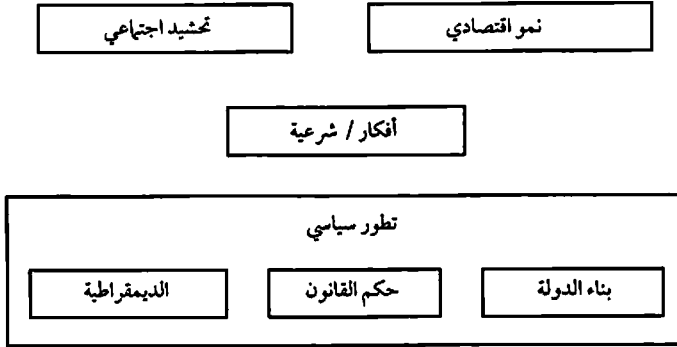 نمو اقتصادي
تحشيد اجتماعي
أفكار / شرعية
تطور سياسي
بناء الدولة
حكم القانون
الديمقراطية